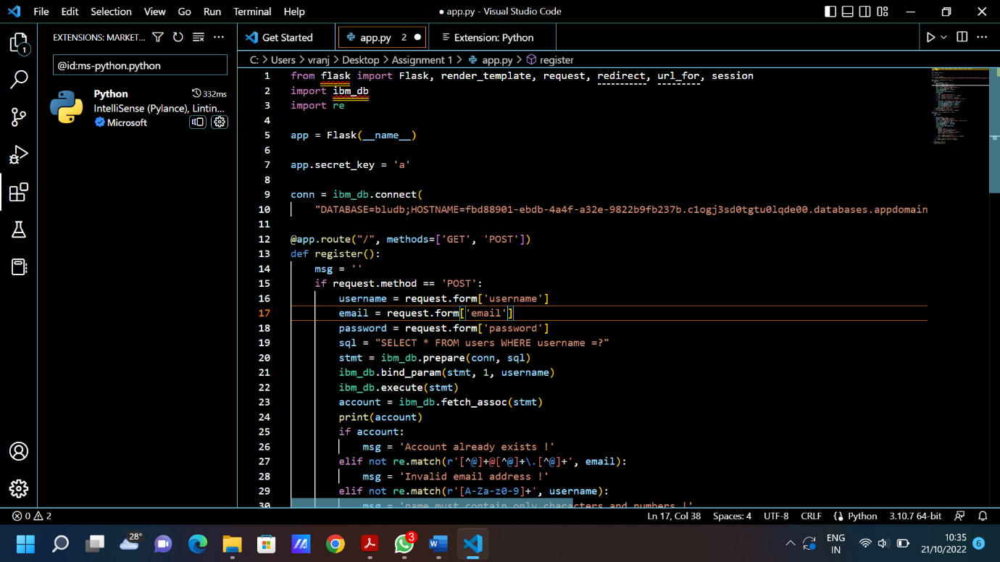 File Edit Selection View Go Run Terminal Help
● app.py - Visual Studio Code
EXTENSIONS: MARKET...
Get Started
app.py 2
Extension: Python
1
@id:ms-python.python
C: > Users > vranj > Desktop > Assignment 1 > app.py > register
Python
332ms
IntelliSense (Pylance), Lintin...
Microsoft
1 from flask import Flask, render_template, request, redirect, url_for, session
2 import ibm_db
3 import re
4
5 app = Flask(__name__)
6
7 app.secret_key = 'a'
8
9 conn = ibm_db.connect(
10 "DATABASE=bludb;HOSTNAME=fbd88901-ebdb-4a4f-a32e-9822b9fb237b.c1ogj3sd0tgtu0lqde00.databases.appdomain
11
12 @app.route("/", methods=['GET', 'POST'])
13 def register():
14 msg = ''
15 if request.method == 'POST':
16 username = request.form['username']
17 email = request.form['email']
18 password = request.form['password']
19 sql = "SELECT * FROM users WHERE username =?"
20 stmt = ibm_db.prepare(conn, sql)
21 ibm_db.bind_param(stmt, 1, username)
22 ibm_db.execute(stmt)
23 account = ibm_db.fetch_assoc(stmt)
24 print(account)
25 if account:
26 msg = 'Account already exists !'
27 elif not re.match(r'[^@]+@[^@]+\.[^@]+', email):
28 msg = 'Invalid email address !'
29 elif not re.match(r'[A-Za-z0-9]+', username):
30 msg = 'name must contain only characters and numbers !'
0 2
Ln 17, Col 38 Spaces: 4 UTF-8 CRLF Python 3.10.7 64-bit
28° 3 W
ENG
IN
10:35
21/10/2022
6